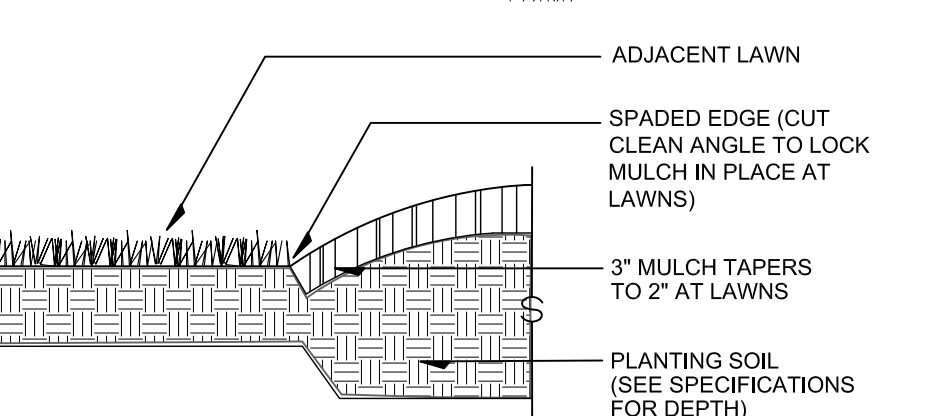 ADJACENT LAWN
SPADED EDGE (CUT
CLEAN ANGLE TO LOCK
MULCH IN PLACE AT
LAWNS)
3" MULCH TAPERS
TO 2" AT LAWNS
PLANTING SOIL
(SEE SPECIFICATIONS
FOR DEPTH)